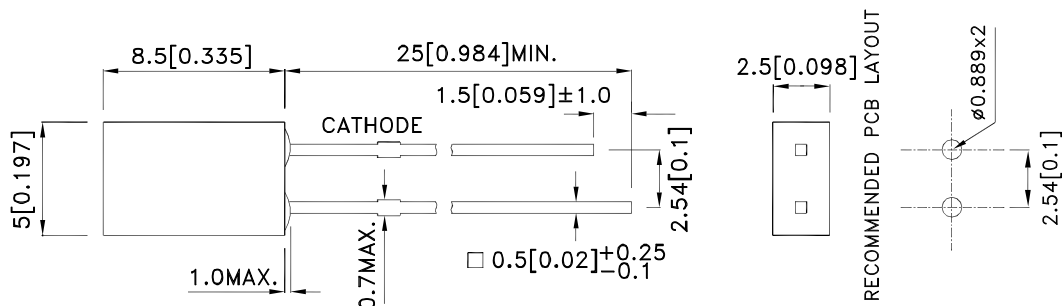 8.5[0.335]
25[0.984]MIN.
1.5[0.059]±1.0
CATHODE
5[0.197]
2.54[0.1]
1.0MAX.
0.7MAX.
□ 0.5[0.02]+0.25
−0.1
2.5[0.098]
RECOMMENDED PCB LAYOUT
ø0.889x2
2.54[0.1]